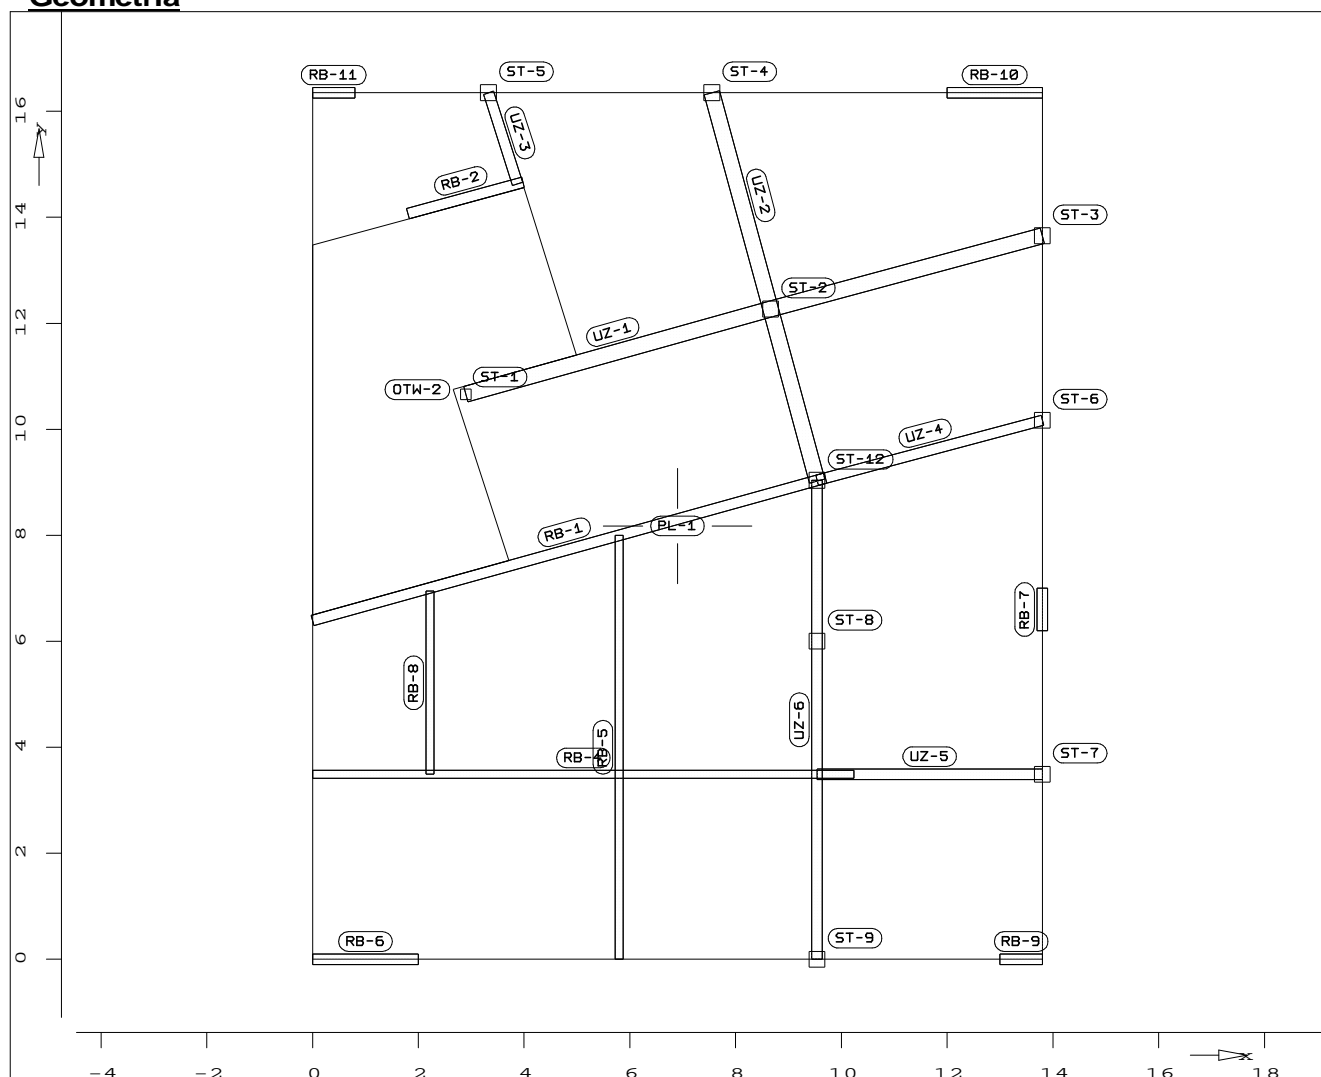 Geometria
RB-11
ST-5
ST-4
RB-10
16
y
UZ-3
RB-2
UZ-2
14
ST-3
ST-2
12
UZ-1
OTW-2
ST-1
ST-6
10
UZ-4
ST-12
RB-1
PL-1
8
RB-7
ST-8
6
RB-8
UZ-6
RB-5
RB-4
UZ-5
ST-7
4
2
RB-6
ST-9
RB-9
0
x
-4 -2 0 2 4 6 8 10 12 14 16 18